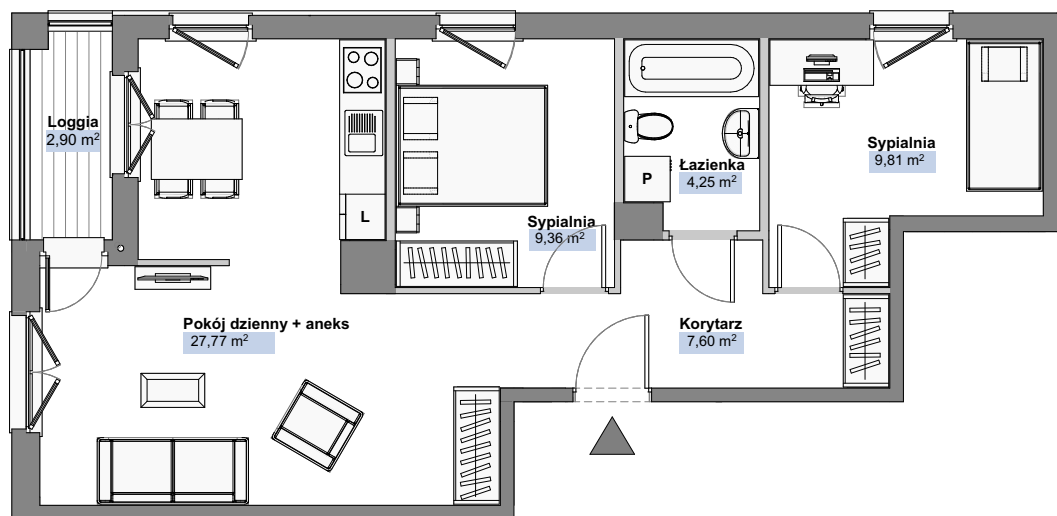 Loggia
2,90 m²
L
Sypialnia
9,36 m²
P
Łazienka
4,25 m²
Sypialnia
9,81 m²
Pokój dzienny + aneks
27,77 m²
Korytarz
7,60 m²